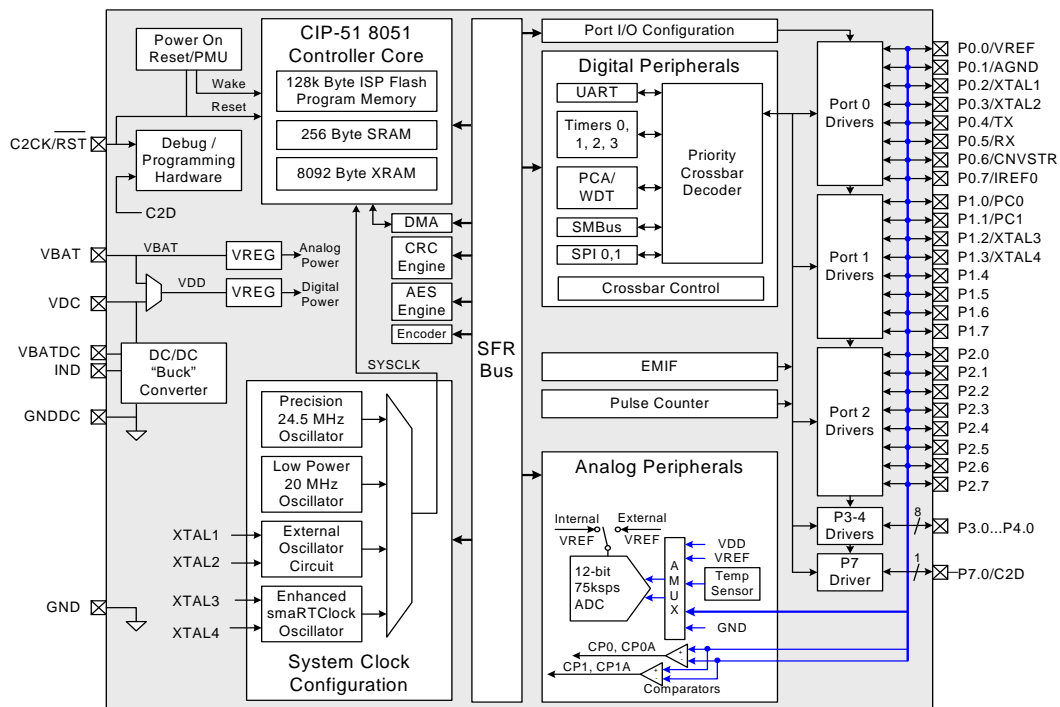 Power On
Reset/PMU
Wake
Reset
C2CK/RST
Debug /
Programming
Hardware
C2D
VBAT
VBAT
VREG
Analog
Power
VDC
VDD
VREG
Digital
Power
VBATDC
IND
DC/DC
“Buck”
Converter
GNDDC
GND
CIP-51 8051
Controller Core
128k Byte ISP Flash
Program Memory
256 Byte SRAM
8092 Byte XRAM
DMA
CRC
Engine
AES
Engine
Encoder
SYSCLK
Precision
24.5 MHz
Oscillator
Low Power
20 MHz
Oscillator
XTAL1
XTAL2
External
Oscillator
Circuit
XTAL3
XTAL4
Enhanced
smaRTClock
Oscillator
System Clock
Configuration
SFR
Bus
Port I/O Configuration
Digital Peripherals
UART
Timers 0,
1, 2, 3
PCA/
WDT
SMBus
SPI 0,1
Priority
Crossbar
Decoder
Crossbar Control
EMIF
Pulse Counter
Analog Peripherals
Internal
VREF
External
VREF
12-bit
75ksps
ADC
A
M
U
X
VDD
VREF
Temp
Sensor
GND
CP0, CP0A
+
-
CP1, CP1A
+
-
Comparators
Port 0
Drivers
Port 1
Drivers
Port 2
Drivers
P3-4
Drivers
P7
Driver
8
1
P0.0/VREF
P0.1/AGND
P0.2/XTAL1
P0.3/XTAL2
P0.4/TX
P0.5/RX
P0.6/CNVSTR
P0.7/IREF0
P1.0/PC0
P1.1/PC1
P1.2/XTAL3
P1.3/XTAL4
P1.4
P1.5
P1.6
P1.7
P2.0
P2.1
P2.2
P2.3
P2.4
P2.5
P2.6
P2.7
P3.0...P4.0
P7.0/C2D